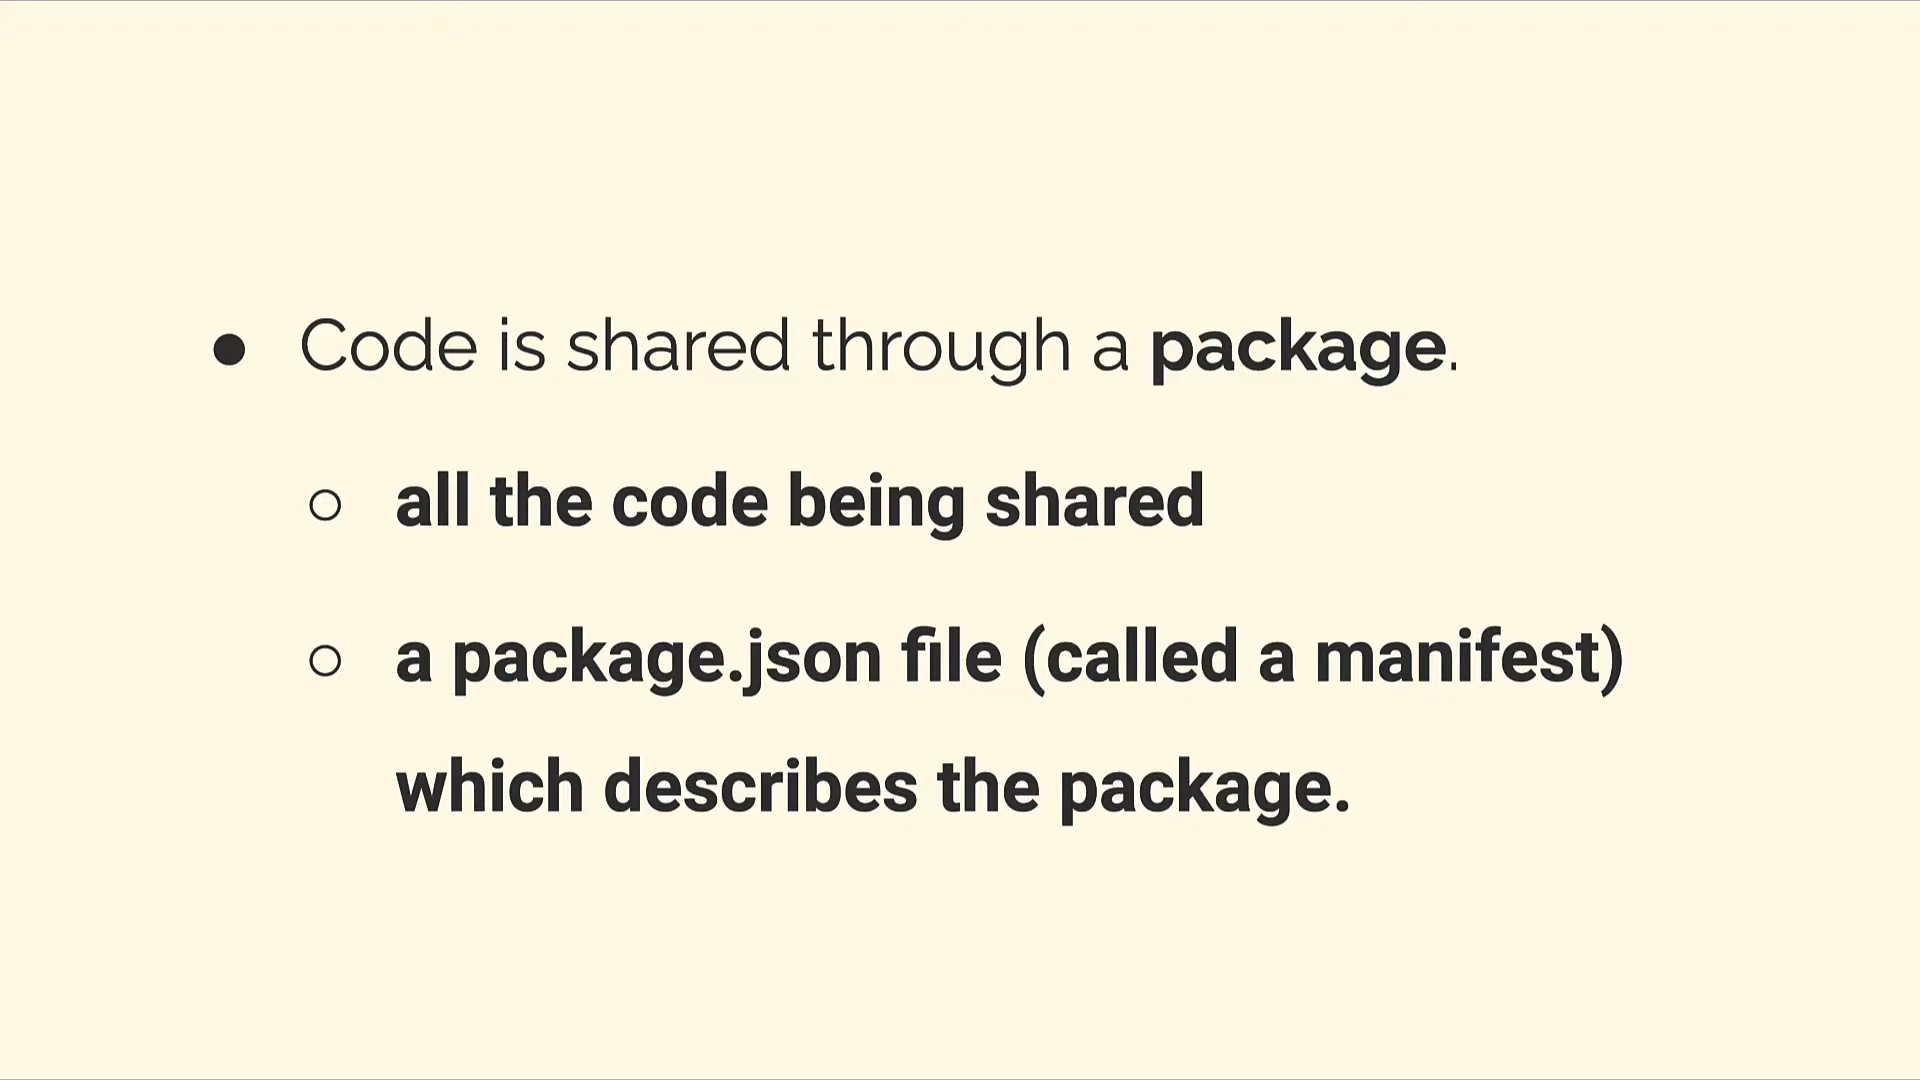 ● Code is shared through a package.
○ all the code being shared
○ a package.json file (called a manifest)
which describes the package.